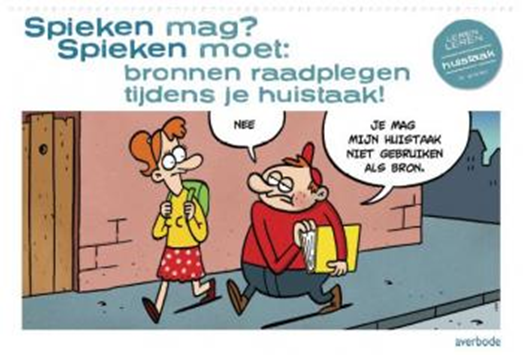 Spieken mag?
Spieken moet:
bronnen raadplegen
tijdens je huistaak!
LEREN
LEREN
huistaak
NEE
JE MAG
MIJN HUISTAAK
NIET GEBRUIKEN
ALS BRON.
averbode